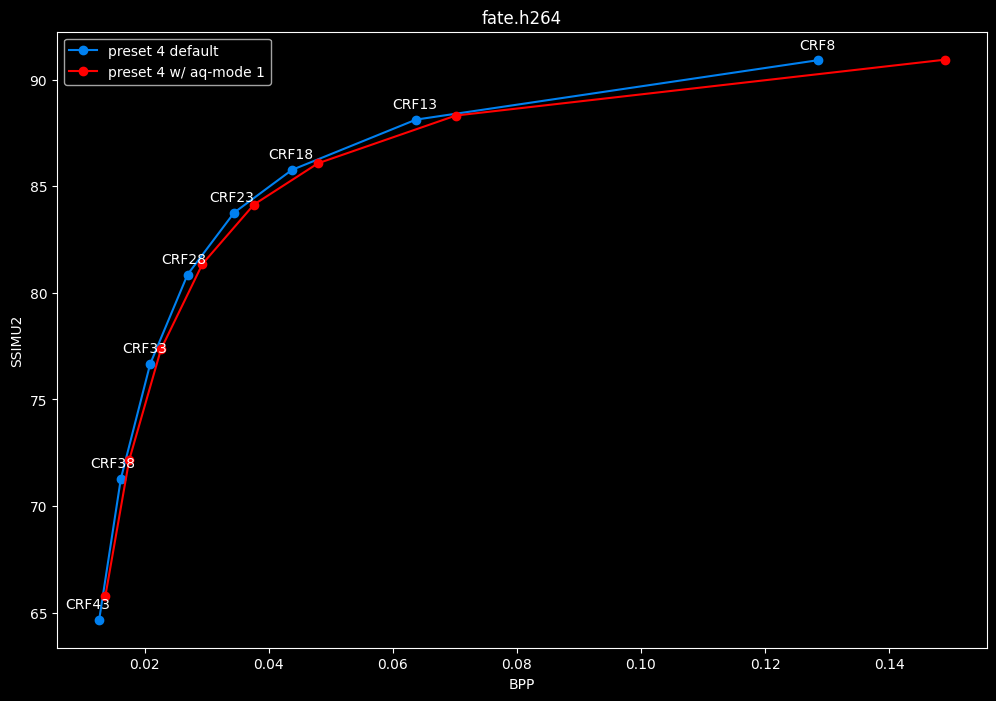 fate.h264
preset 4 default
preset 4 w/ aq-mode 1
CRF8
CRF13
CRF18
CRF23
CRF28
CRF33
CRF38
CRF43
90
85
80
75
70
65
SSIMU2
0.02 0.04 0.06 0.08 0.10 0.12 0.14
BPP